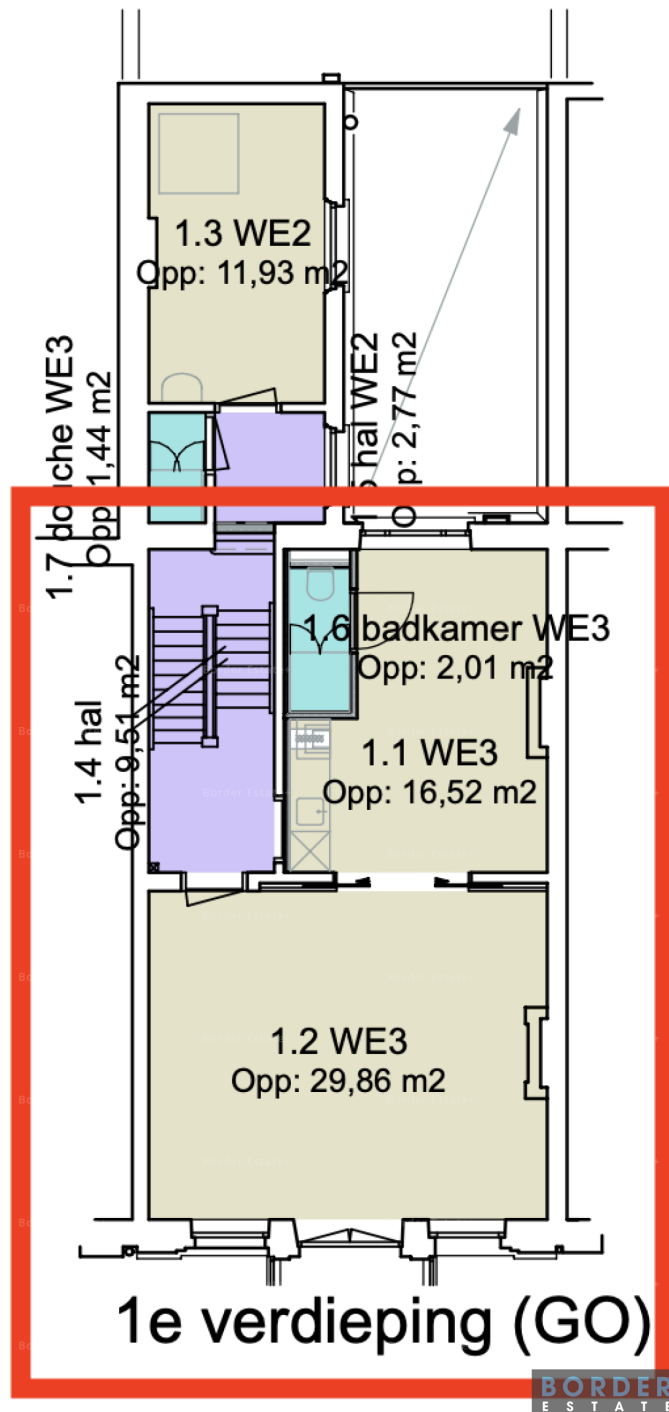 1.3 WE2
Opp: 11,93 m2
1.7 douche WE3
Opp: 1,44 m2
hal WE2
Opp: 2,77 m2
1.6 badkamer WE3
Opp: 2,01 m2
1.4 hal
Opp: 9,51 m2
1.1 WE3
Opp: 16,52 m2
1.2 WE3
Opp: 29,86 m2
1e verdieping (GO)
BORDER
ESTATE